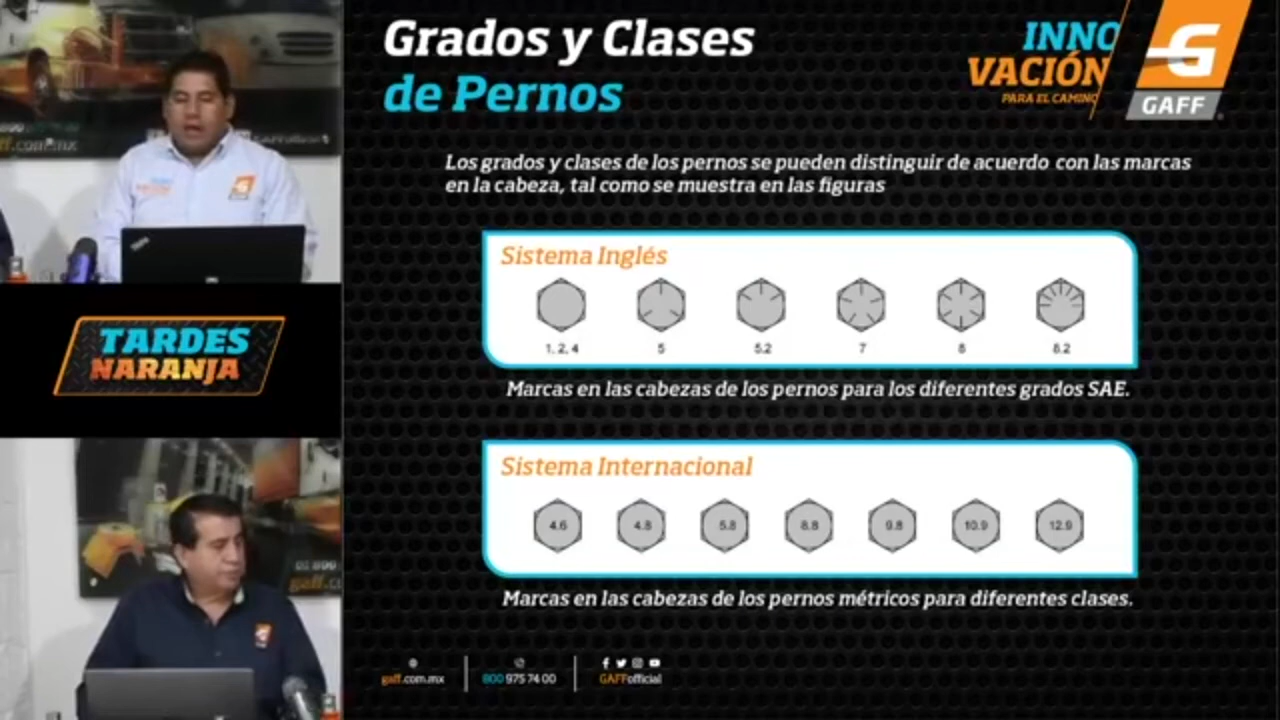 Grados y Clases
de Pernos
INNO
VACIÓN
PARA EL CAMINO
GAFF
Los grados y clases de los pernos se pueden distinguir de acuerdo con las marcas
en la cabeza, tal como se muestra en las figuras
Sistema Inglés
1, 2, 4 5 5.2 7 8 8.2
Marcas en las cabezas de los pernos para los diferentes grados SAE.
Sistema Internacional
4.6 4.8 5.8 8.8 9.8 10.9 12.9
Marcas en las cabezas de los pernos métricos para diferentes clases.
gaff.com.mx
800 975 74 00
GAFFofficial
TARDES
NARANJA
01 800